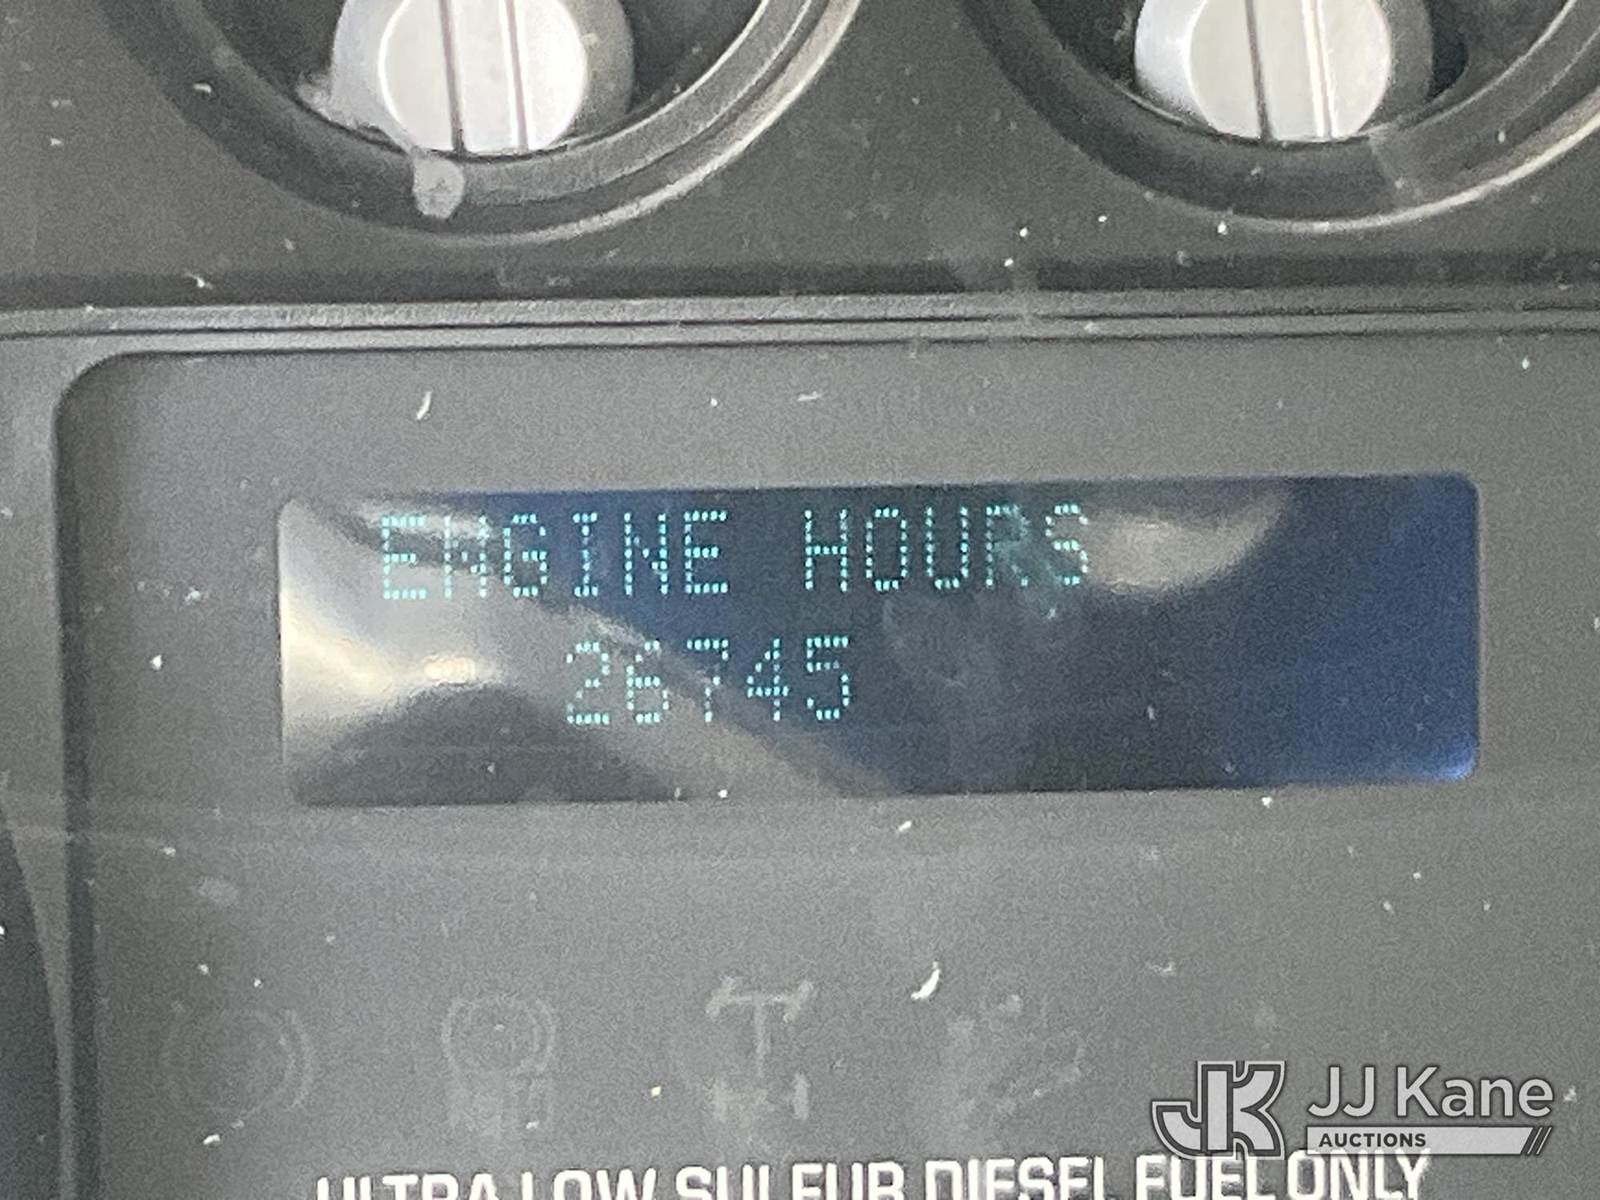 ENGINE HOURS
26745
JJ Kane
AUCTIONS
ULTRA LOW SULFUR DIESEL FUEL ONLY